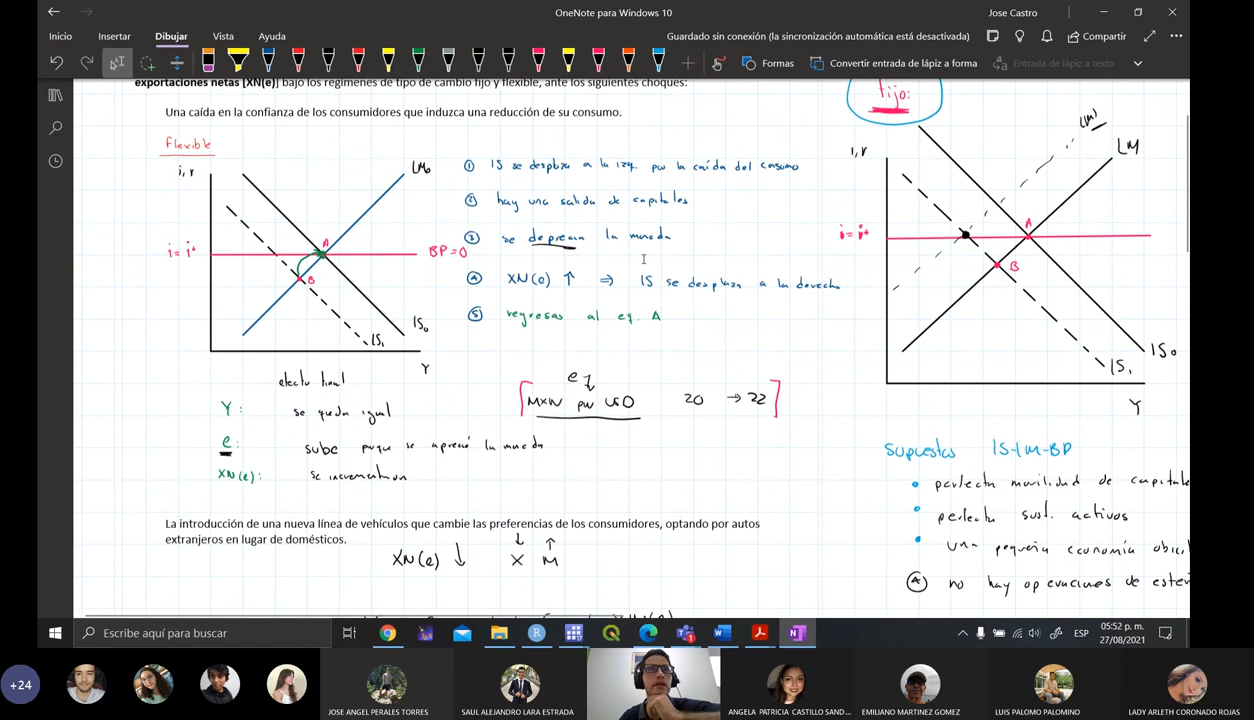 OneNote para Windows 10
Jose Castro
Inicio
Insertar
Dibujar
Vista
Ayuda
Guardado sin conexión (la sincronización automática está desactivada)
Compartir
Formas
Convertir entrada de lápiz a forma
Entrada de lápiz a texto
exportaciones netas [XN(e)] bajo los regímenes de tipo de cambio fijo y flexible, ante los siguientes choques:
Una caída en la confianza de los consumidores que induzca una reducción de su consumo.
Flexible
i, r
LM₀
A
i = i*
BP=0
B
IS₀
IS₁
Y
① IS se desplaza a la izq. por la caída del consumo
② hay una salida de capitales
③ se deprecia la moneda
④ XN(e) ↑ ⇒ IS se desplaza a la derecha
⑤ regresas al eq. A
fijo:
i, r
LM₁
LM
A
i = i*
B
IS₀
IS₁
Y
efecto final
Y: se queda igual
e: sube porque se apreció la moneda
XN(e): se incrementan
MXN por USD 20 → 22
Supuestos IS-LM-BP
perfecta movilidad de capitale
perfecta sust. activos
una pequeña economía
④ no hay operaciones de
La introducción de una nueva línea de vehículos que cambie las preferencias de los consumidores, optando por autos
extranjeros en lugar de domésticos.
XN(e) ↓ X ↓ M ↑
Escribe aquí para buscar
ESP
05:52 p. m.
27/08/2021
+24
JOSE ANGEL PERALES TORRES
SAUL ALEJANDRO LARA ESTRADA
ANGELA PATRICIA CASTILLO SAND...
EMILIANO MARTINEZ GOMEZ
LUIS PALOMO PALOMINO
LADY ARLETH CORONADO ROJAS